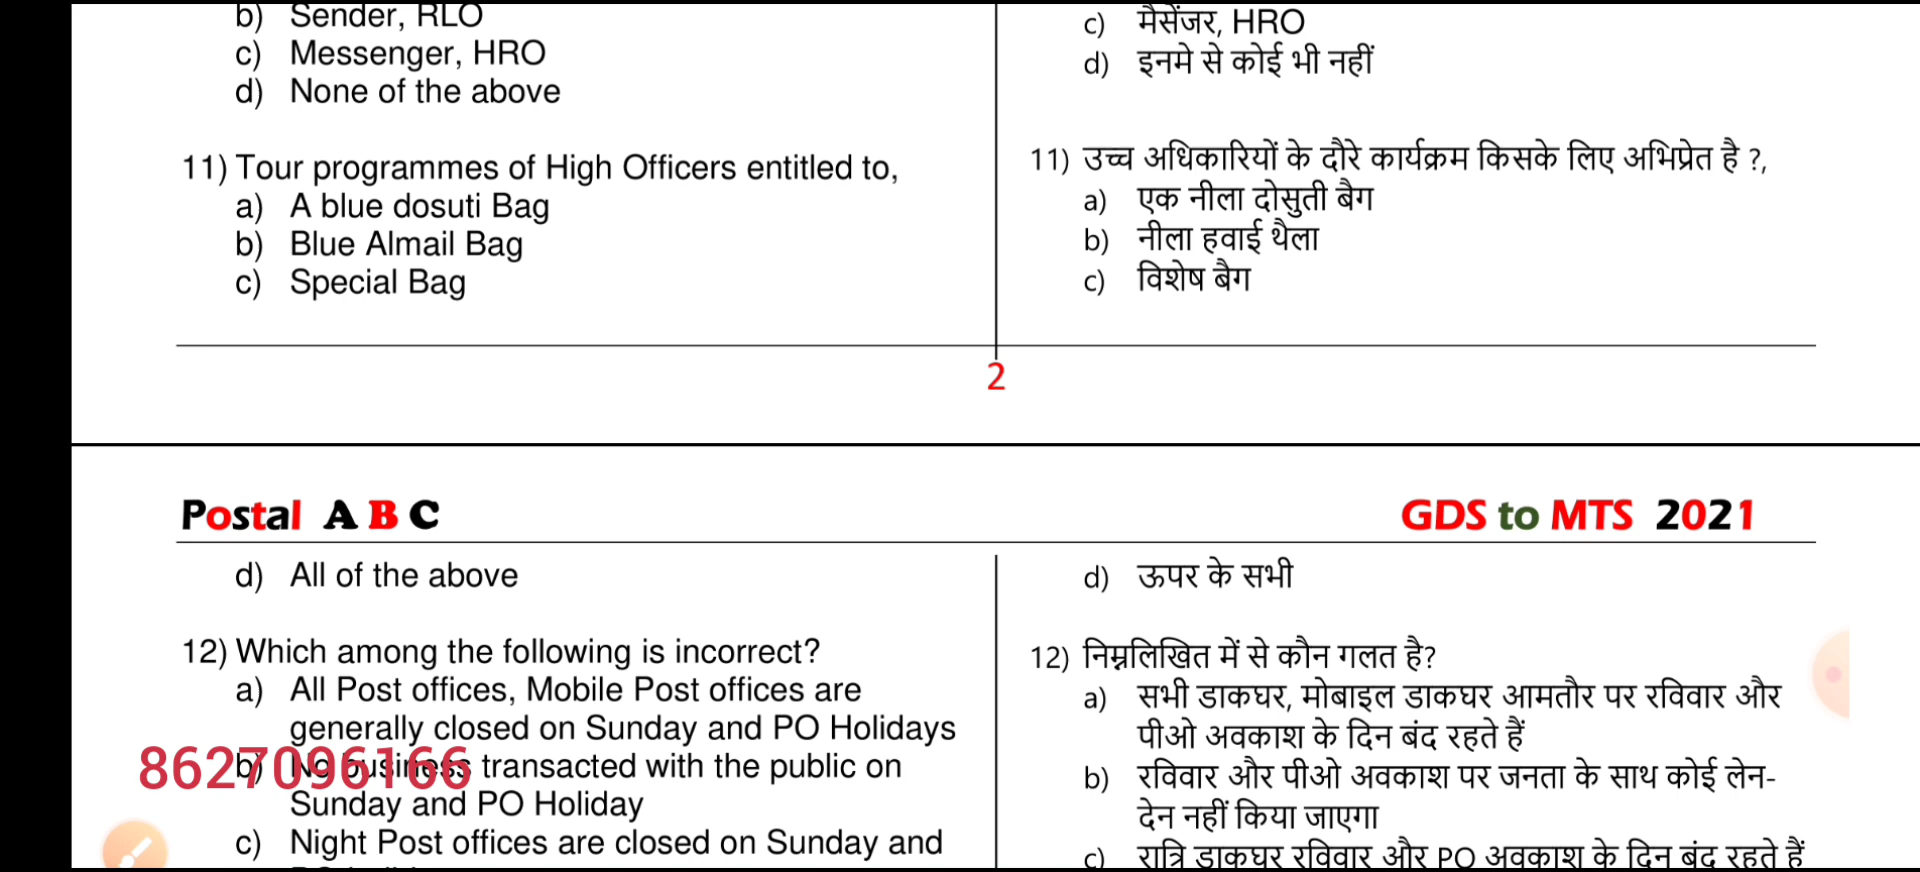 b) Sender, RLO
c) Messenger, HRO
d) None of the above
11) Tour programmes of High Officers entitled to,
a) A blue dosuti Bag
b) Blue Almail Bag
c) Special Bag
c) मैसेंजर, HRO
d) इनमे से कोई भी नहीं
11) उच्च अधिकारियों के दौरे कार्यक्रम किसके लिए अभिप्रेत है ?,
a) एक नीला दोसुती बैग
b) नीला हवाई थैला
c) विशेष बैग
2
Postal A B C
GDS to MTS 2021
d) All of the above
12) Which among the following is incorrect?
a) All Post offices, Mobile Post offices are
generally closed on Sunday and PO Holidays
b) No business transacted with the public on
Sunday and PO Holiday
c) Night Post offices are closed on Sunday and
8627096166
d) ऊपर के सभी
12) निम्नलिखित में से कौन गलत है?
a) सभी डाकघर, मोबाइल डाकघर आमतौर पर रविवार और
पीओ अवकाश के दिन बंद रहते हैं
b) रविवार और पीओ अवकाश पर जनता के साथ कोई लेन-
देन नहीं किया जाएगा
c) रात्रि डाकघर रविवार और PO अवकाश के दिन बंद रहते हैं